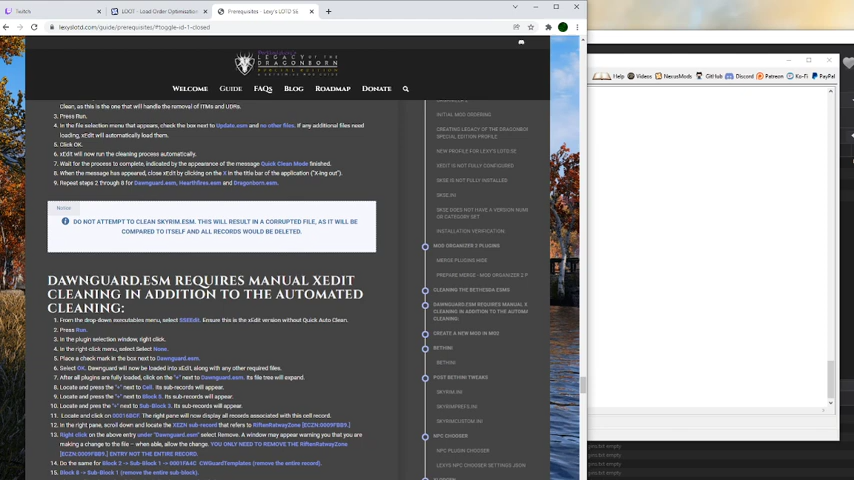 Twitch
LOOT – Load Order Optimisation
Prerequisites – Lexy's LOTD SE
lexyslotd.com/guide/prerequisites/#toggle-id-1-closed
LEGACY OF THE
DRAGONBORN
WELCOME GUIDE FAQs BLOG ROADMAP DONATE
Help Videos NexusMods GitHub Discord Patreon Ko-Fi PayPal
Clean, as this is the one that will handle the removal of ITMs and UDRs.
3. Press Run.
4. In the file selection menu that appears, check the box next to Update.esm and no other files. If any additional files need
loading, xEdit will automatically load them.
5. Click OK.
6. xEdit will now run the cleaning process automatically.
7. Wait for the process to complete, indicated by the appearance of the message Quick Clean Mode finished.
8. When the message has appeared, close xEdit by clicking on the X in the title bar of the application ("X-ing out").
9. Repeat steps 2 through 8 for Dawnguard.esm, Hearthfires.esm and Dragonborn.esm.
Notice
DO NOT ATTEMPT TO CLEAN SKYRIM.ESM. THIS WILL RESULT IN A CORRUPTED FILE, AS IT WILL BE
COMPARED TO ITSELF AND ALL RECORDS WOULD BE DELETED.
DAWNGUARD.ESM REQUIRES MANUAL XEDIT
CLEANING IN ADDITION TO THE AUTOMATED
CLEANING:
1. From the drop-down executables menu, select SSEEdit. Ensure this is the xEdit version without Quick Auto Clean.
2. Press Run.
3. In the plugin selection window, right click.
4. In the right-click menu, select Select None.
5. Place a check mark in the box next to Dawnguard.esm.
6. Select OK. Dawnguard will now be loaded into xEdit, along with any other required files.
7. After all plugins are fully loaded, click on the "+" next to Dawnguard.esm. Its file tree will expand.
8. Locate and press the "+" next to Cell. Its sub-records will appear.
9. Locate and press the "+" next to Block 5. Its sub-records will appear.
10. Locate and press the "+" next to Sub-Block 3. Its sub-records will appear.
11. Locate and click on 00016BCF. The right pane will now display all records associated with this cell record.
12. In the right pane, scroll down and locate the XEZN sub-record that refers to RiftenRatwayZone [ECZN:0009FBB9.]
13. Right click on the above entry under "Dawnguard.esm" select Remove. A window may appear warning you that you are
making a change to the file – when able, allow the change. YOU ONLY NEED TO REMOVE THE RiftenRatwayZone
[ECZN:0009FBB9.] ENTRY NOT THE ENTIRE RECORD.
14. Do the same for Block 2 -> Sub-Block 1 -> 0001FA4C CWGuardTemplates (remove the entire record).
15. Block 8 -> Sub-Block 1 (remove the entire sub-block).
INITIAL MOD ORDERING
CREATING LEGACY OF THE DRAGONBO
SPECIAL EDITION PROFILE
NEW PROFILE FOR LEXY'S LOTD SE
XEDIT IS NOT FULLY CONFIGURED
SKSE IS NOT FULLY INSTALLED
SKSE.INI
SKSE DOES NOT HAVE A VERSION NUM
OR CATEGORY SET
INSTALLATION VERIFICATION
MOD ORGANIZER 2 PLUGINS
MERGE PLUGINS HIDE
PREPARE MERGE - MOD ORGANIZER 2 P
CLEANING THE BETHESDA ESMS
DAWNGUARD.ESM REQUIRES MANUAL X
CLEANING IN ADDITION TO THE AUTOM
CLEANING:
CREATE A NEW MOD IN MO2
BETHINI
BETHINI
POST BETHINI TWEAKS
SKYRIM.INI
SKYRIMPREFS.INI
SKYRIMCUSTOM.INI
NPC CHOOSER
NPC PLUGIN CHOOSER
LEXYS NPC CHOOSER SETTINGS JSON